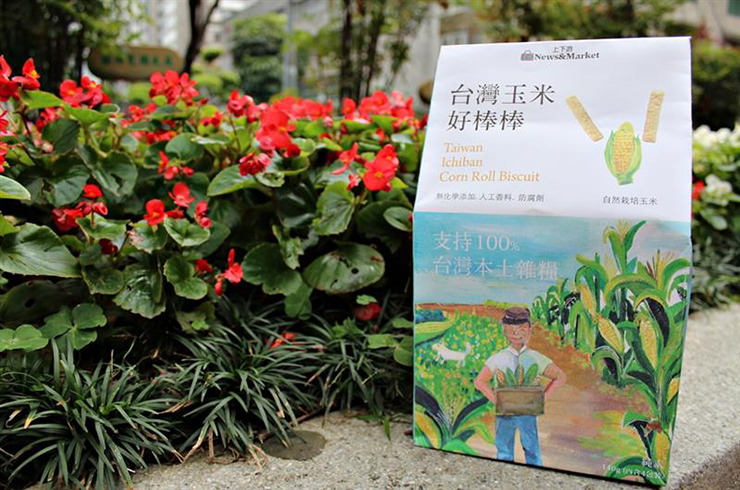 上下游
News&Market
台灣玉米
好棒棒
Taiwan
Ichiban
Corn Roll Biscuit
無化學添加、人工香料、防腐劑
自然栽培玉米
支持100%
台灣本土雜糧